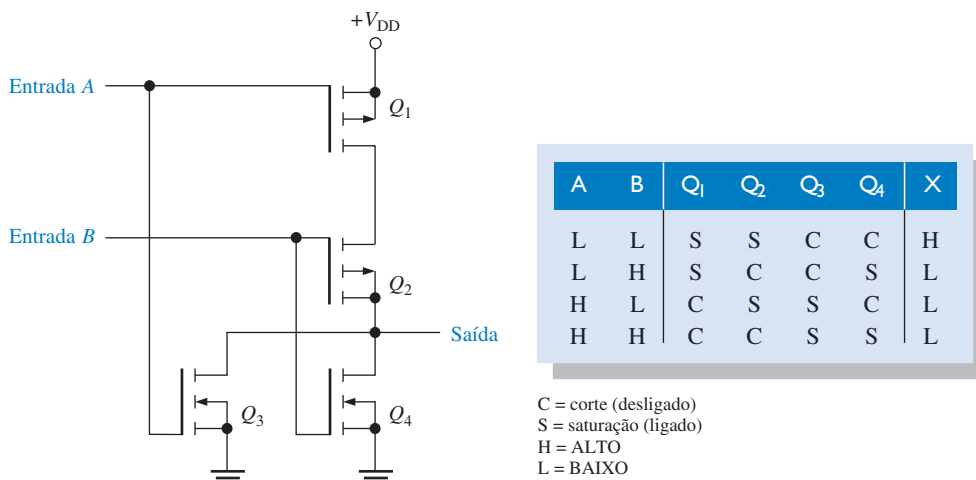 +V_DD
Entrada A
Q₁
Entrada B
Q₂
Saída
Q₃
Q₄
A B Q₁ Q₂ Q₃ Q₄ X
L L S S C C H
L H S C C S L
H L C S S C L
H H C C S S L
C = corte (desligado)
S = saturação (ligado)
H = ALTO
L = BAIXO